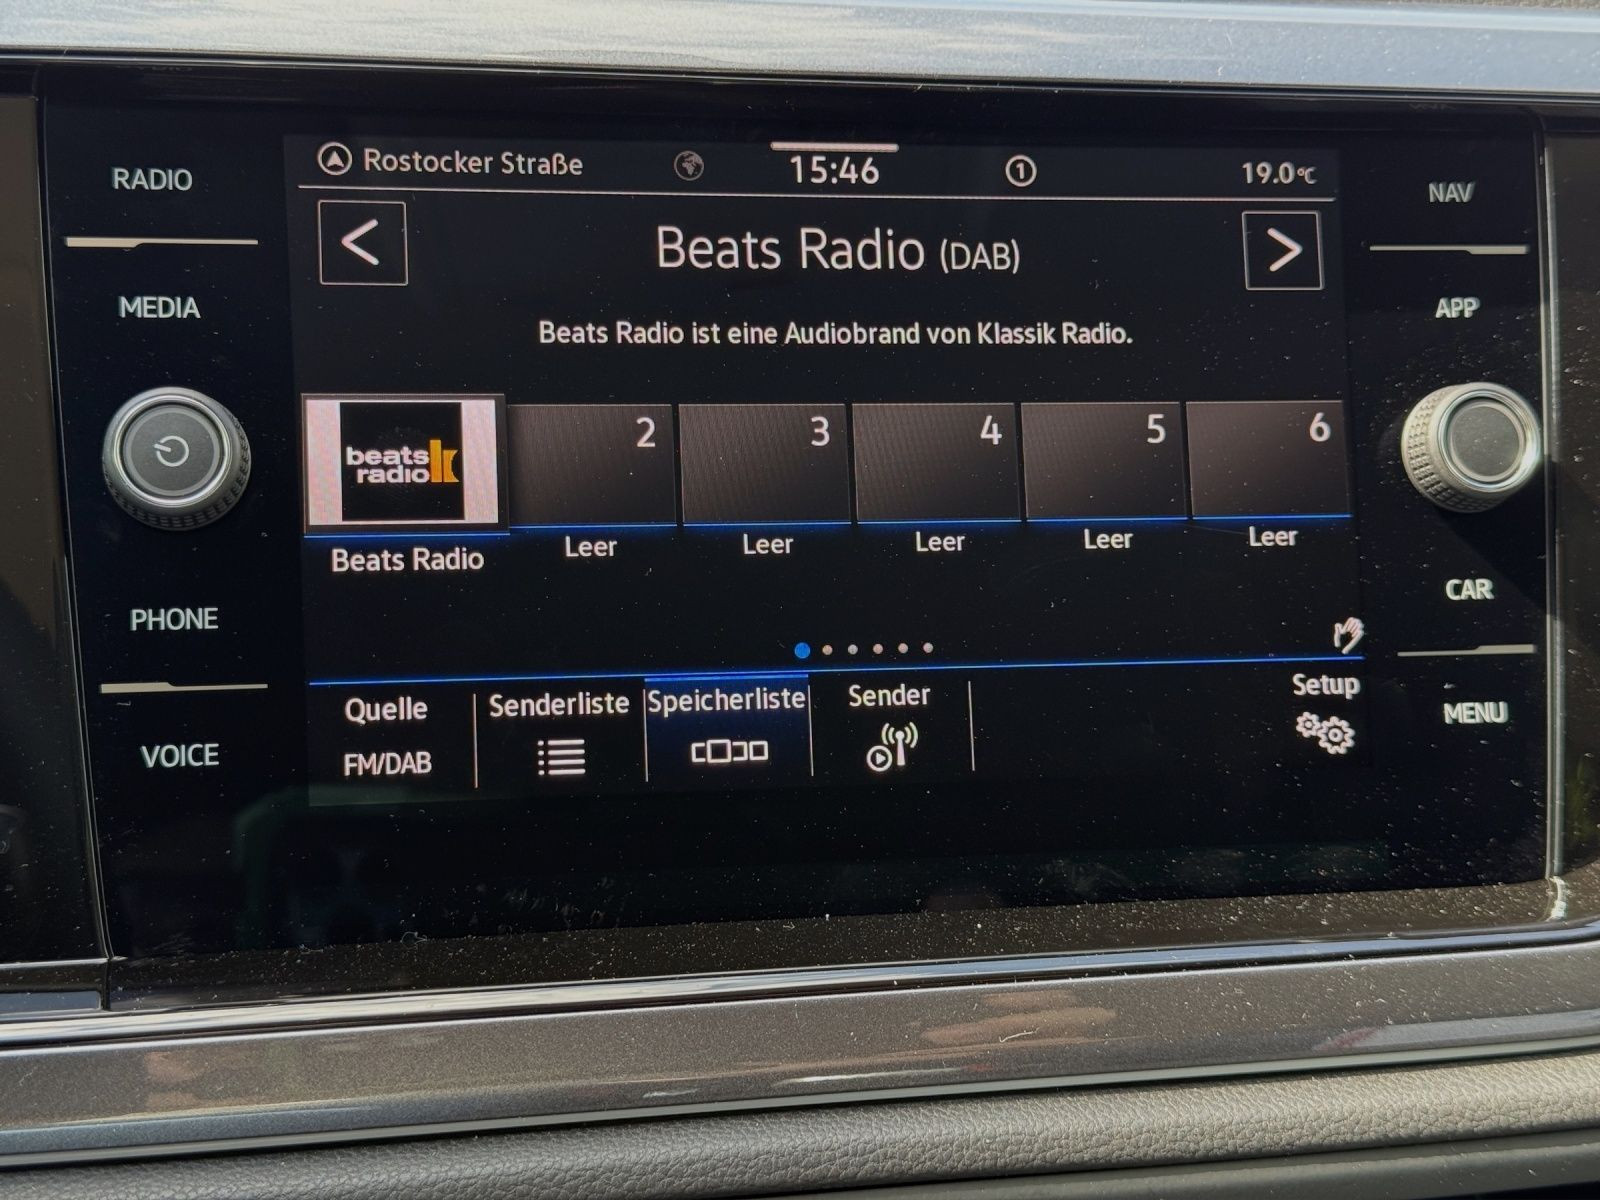 RADIO
MEDIA
PHONE
VOICE
Rostocker Straße
15:46
1
19.0°C
< Beats Radio (DAB) >
Beats Radio ist eine Audiobrand von Klassik Radio.
beats
radio
2
3
4
5
6
Beats Radio
Leer
Leer
Leer
Leer
Leer
Quelle
FM/DAB
Senderliste
Speicherliste
Sender
Setup
NAV
APP
CAR
MENU